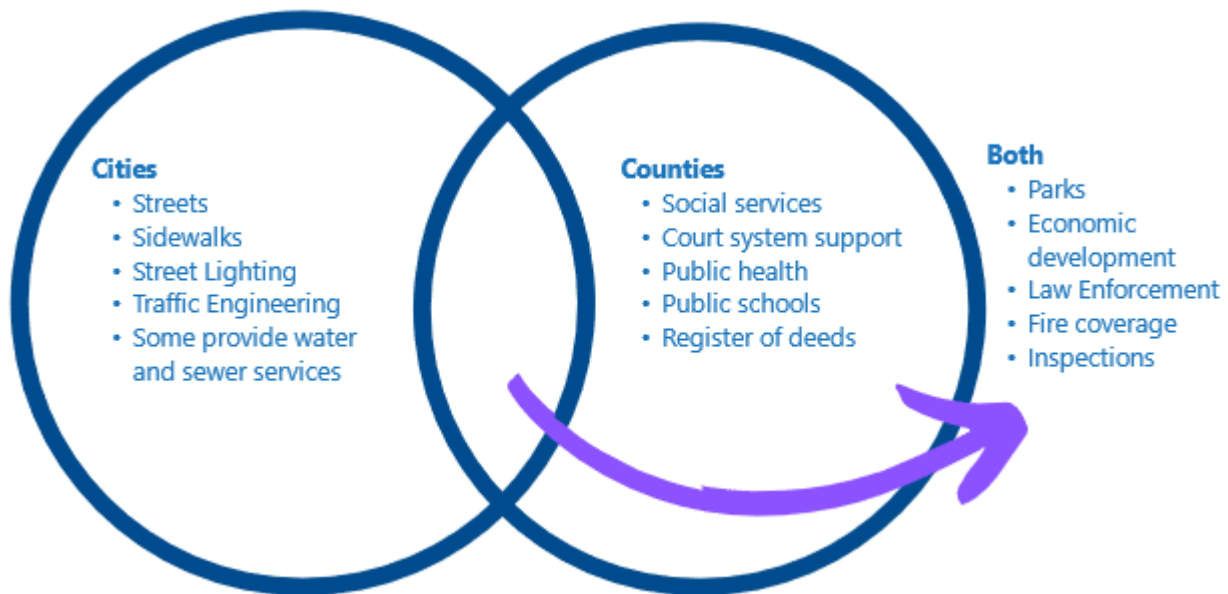 Cities
• Streets
• Sidewalks
• Street Lighting
• Traffic Engineering
• Some provide water
and sewer services
Counties
• Social services
• Court system support
• Public health
• Public schools
• Register of deeds
Both
• Parks
• Economic
development
• Law Enforcement
• Fire coverage
• Inspections